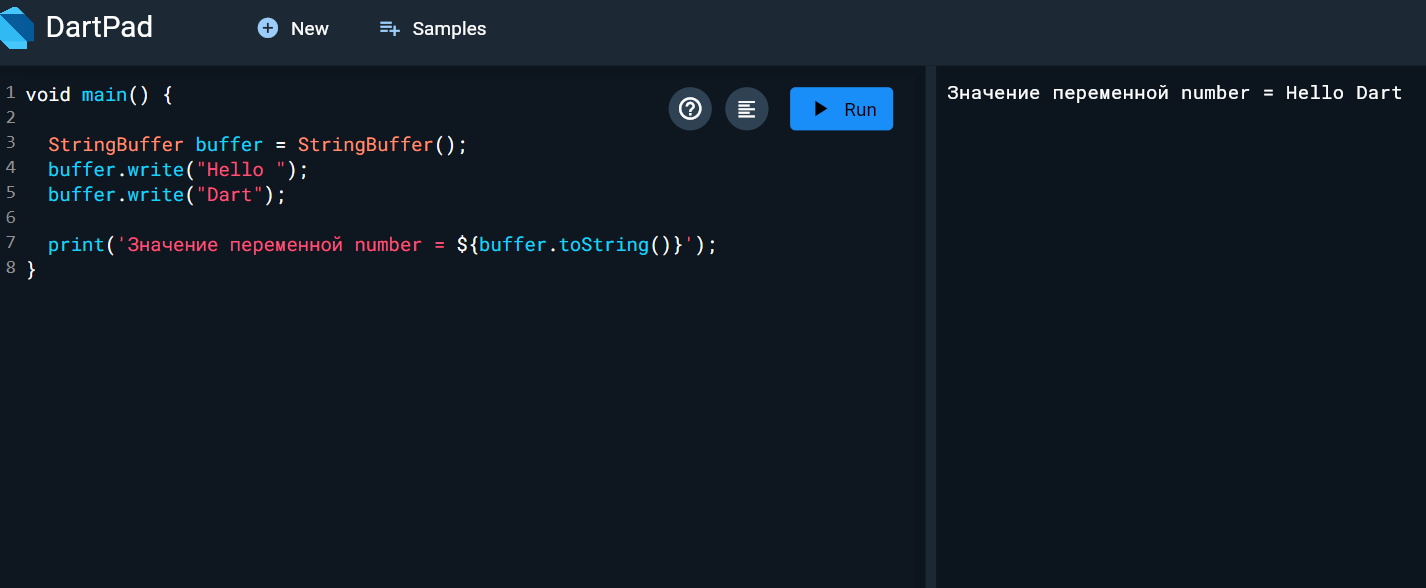 DartPad
New
Samples
1 void main() {
2
3 StringBuffer buffer = StringBuffer();
4 buffer.write("Hello ");
5 buffer.write("Dart");
6
7 print('Значение переменной number = ${buffer.toString()}');
8 }
Run
Значение переменной number = Hello Dart